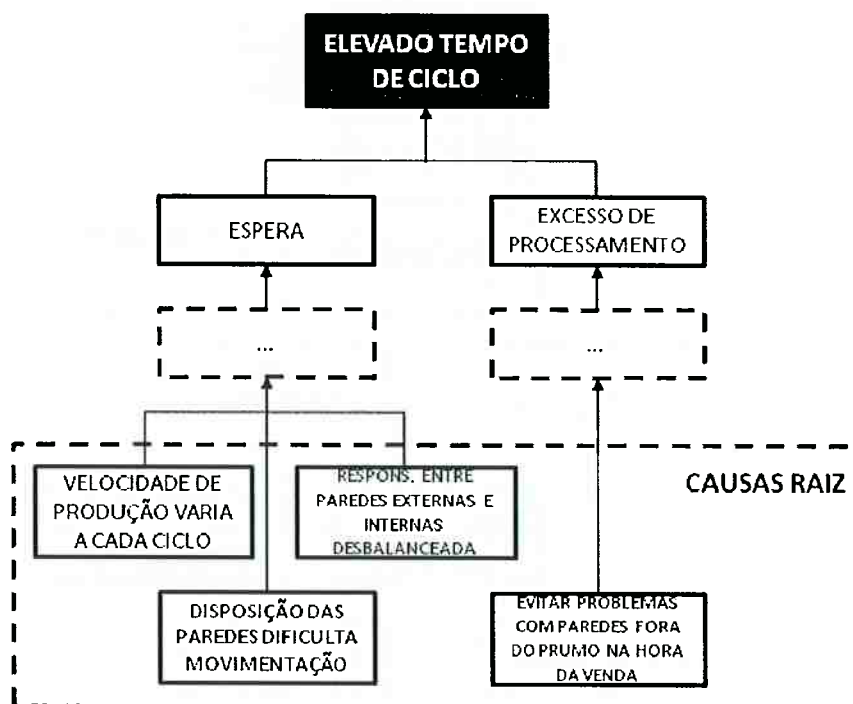 ELEVADO TEMPO
DE CICLO
ESPERA
EXCESSO DE
PROCESSAMENTO
...
...
CAUSAS RAIZ
VELOCIDADE DE
PRODUÇÃO VARIA
A CADA CICLO
RESPONS. ENTRE
PAREDES EXTERNAS E
INTERNAS
DESBALANCEADA
DISPOSIÇÃO DAS
PAREDES DIFICULTA
MOVIMENTAÇÃO
EVITAR PROBLEMAS
COM PAREDES FORA
DO PRUMO NA HORA
DA VENDA